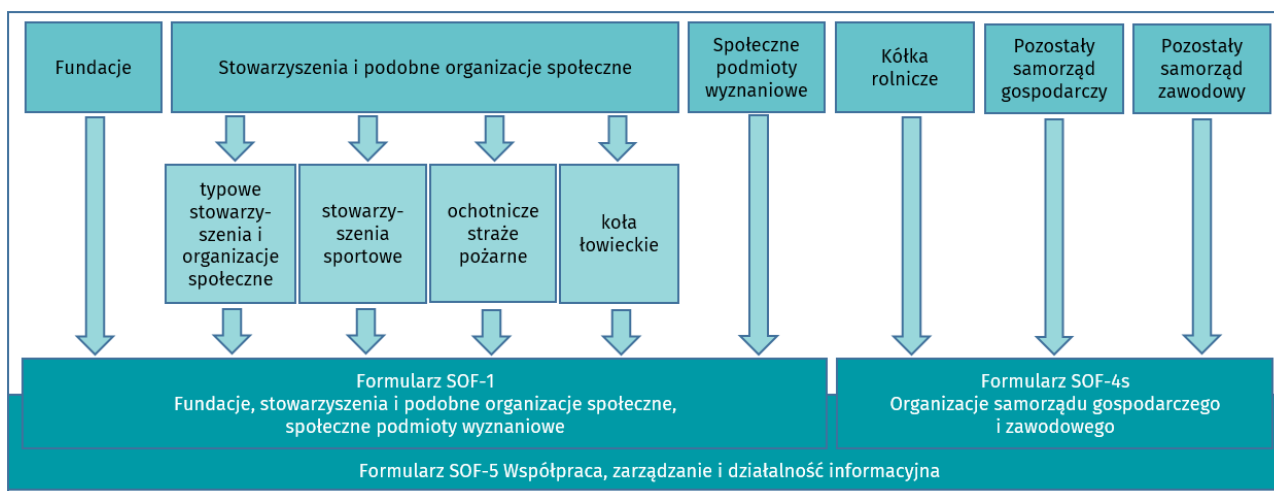 Fundacje
Stowarzyszenia i podobne organizacje społeczne
Społeczne
podmioty
wyznaniowe
Kółka
rolnicze
Pozostały
samorząd
gospodarczy
Pozostały
samorząd
zawodowy
typowe
stowarzy-
szenia i
organizacje
społeczne
stowarzy-
szenia
sportowe
ochotnicze
straże
pożarne
koła
łowieckie
Formularz SOF-1
Fundacje, stowarzyszenia i podobne organizacje społeczne,
społeczne podmioty wyznaniowe
Formularz SOF-4s
Organizacje samorządu gospodarczego
i zawodowego
Formularz SOF-5 Współpraca, zarządzanie i działalność informacyjna